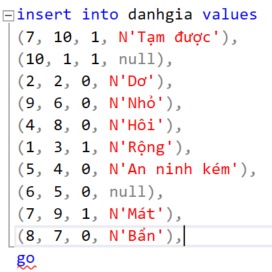 insert into danhgia values
(7, 10, 1, N'Tạm được'),
(10, 1, 1, null),
(2, 2, 0, N'Dơ'),
(9, 6, 0, N'Nhỏ'),
(4, 8, 0, N'Hôi'),
(1, 3, 1, N'Rộng'),
(5, 4, 0, N'An ninh kém'),
(6, 5, 0, null),
(7, 9, 1, N'Mát'),
(8, 7, 0, N'Bẩn'),
go